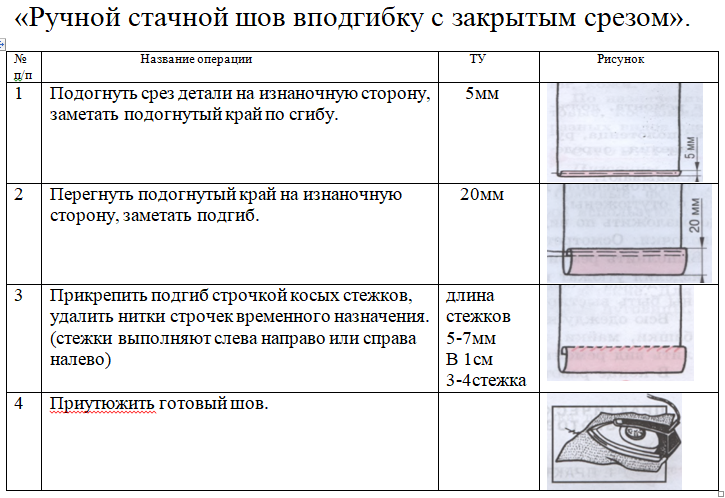 «Ручной стачной шов вподгибку с закрытым срезом».
№
п/п
Название операции
ТУ
Рисунок
1
Подогнуть срез детали на изнаночную сторону,
заметать подогнутый край по сгибу.
5мм
5 мм
2
Перегнуть подогнутый край на изнаночную
сторону, заметать подгиб.
20мм
20 мм
3
Прикрепить подгиб строчкой косых стежков,
удалить нитки строчек временного назначения.
(стежки выполняют слева направо или справа
налево)
длина
стежков
5-7мм
В 1см
3-4стежка
4
Приутюжить готовый шов.